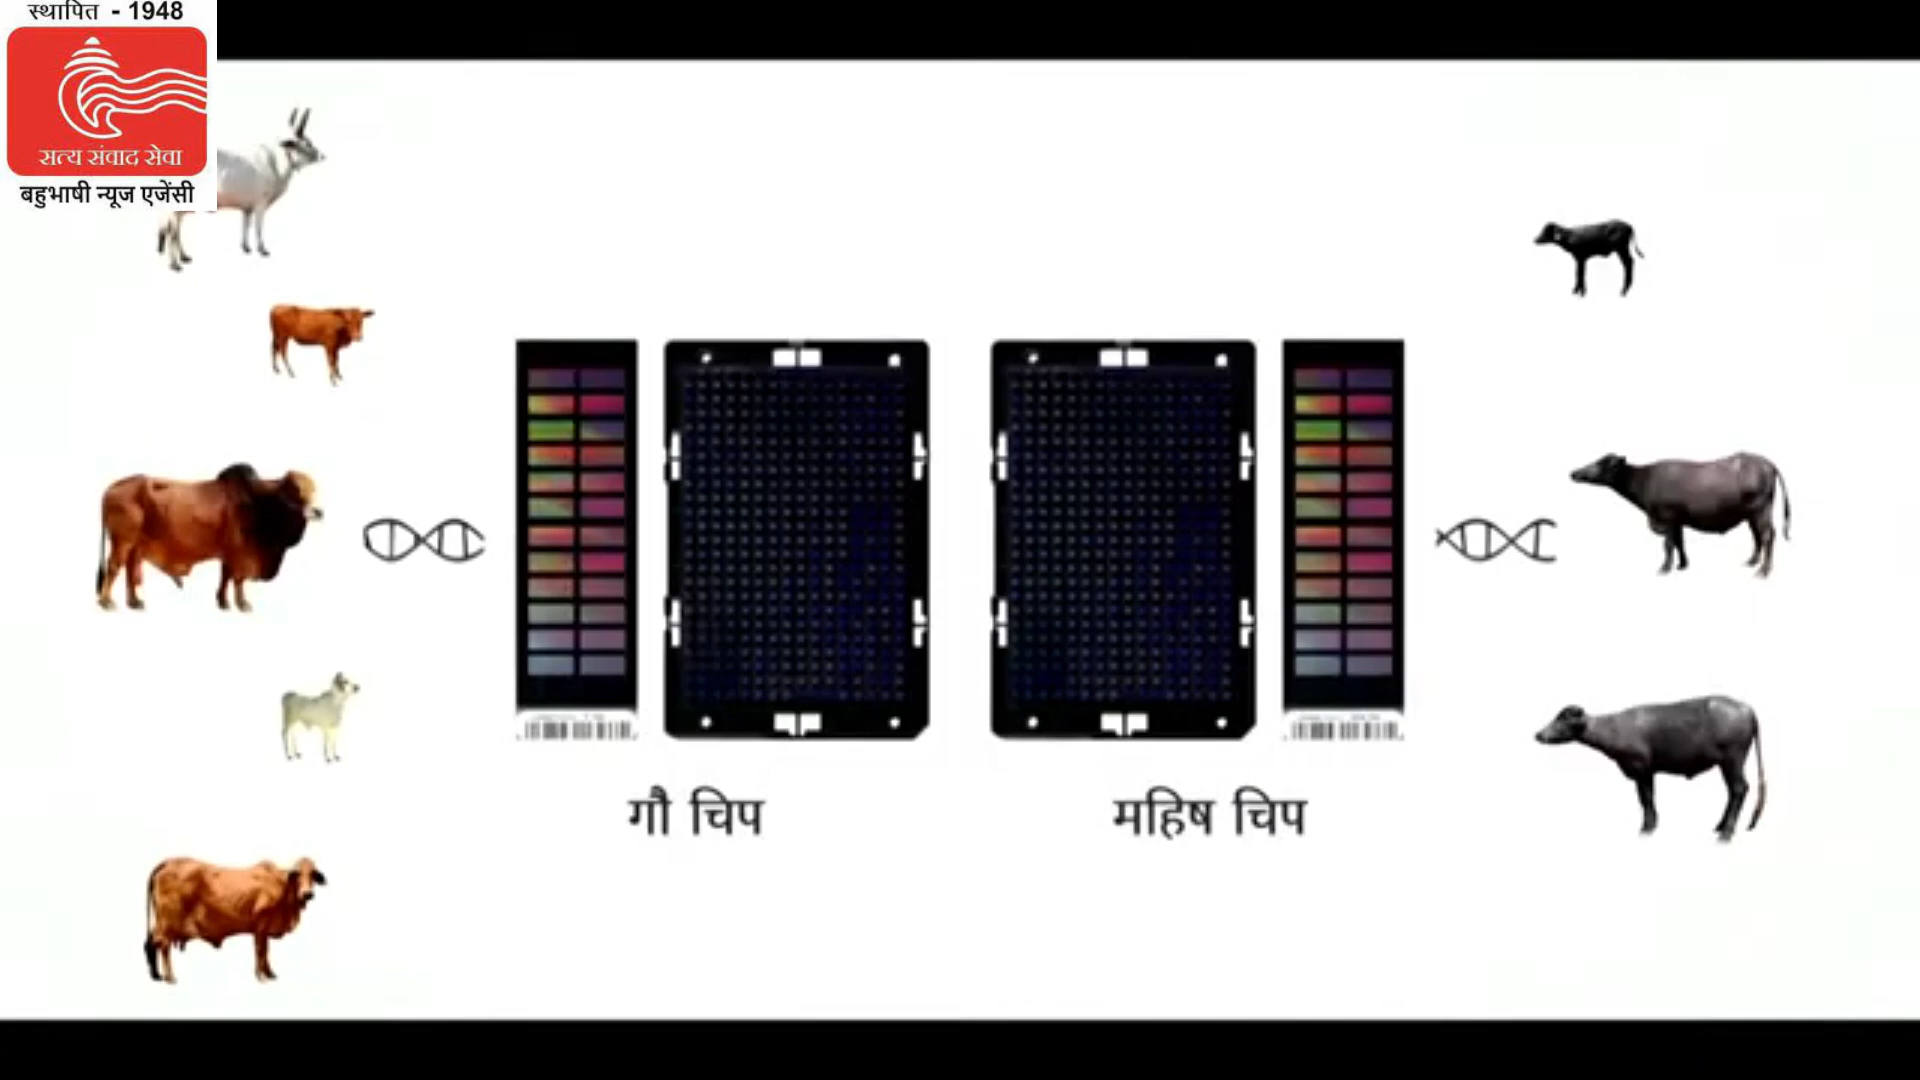 स्थापित - 1948
सत्य संवाद सेवा
बहुभाषी न्यूज एजेंसी
गौ चिप
महिष चिप